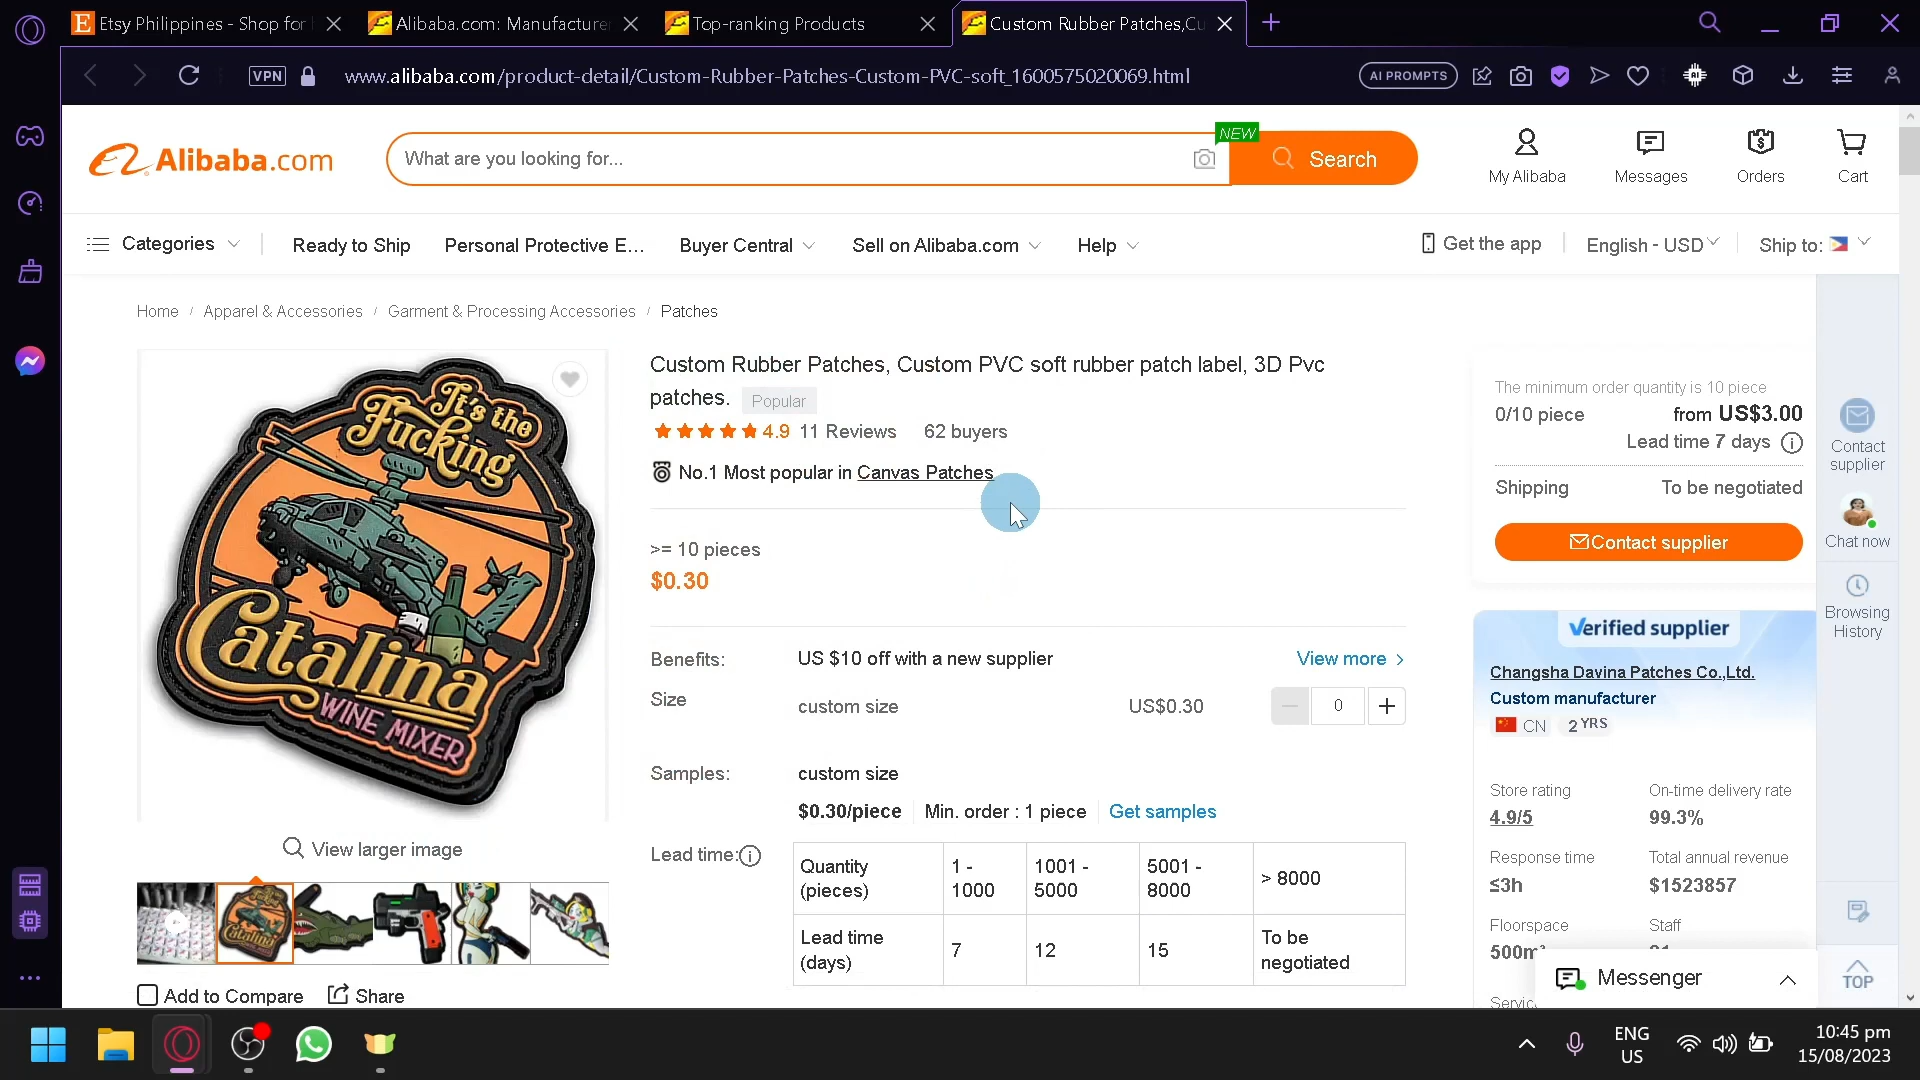 Etsy Philippines - Shop for
Alibaba.com: Manufacturer
Top-ranking Products
Custom Rubber Patches,Cu
VPN
www.alibaba.com/product-detail/Custom-Rubber-Patches-Custom-PVC-soft_1600575020069.html
AI PROMPTS
Alibaba.com
What are you looking for...
NEW
Search
My Alibaba
Messages
Orders
Cart
Categories
Ready to Ship
Personal Protective E...
Buyer Central
Sell on Alibaba.com
Help
Get the app
English - USD
Ship to:
Home / Apparel & Accessories / Garment & Processing Accessories / Patches
It's the
Fucking
Catalina
WINE MIXER
View larger image
Catalina
Add to Compare
Share
Custom Rubber Patches, Custom PVC soft rubber patch label, 3D Pvc
patches. Popular
4.9 11 Reviews 62 buyers
No.1 Most popular in Canvas Patches
>= 10 pieces
$0.30
Benefits: US $10 off with a new supplier View more >
Size custom size US$0.30 - 0 +
Samples: custom size
$0.30/piece Min. order : 1 piece Get samples
Lead time:
Quantity (pieces) 1 - 1000 1001 - 5000 5001 - 8000 > 8000
Lead time (days) 7 12 15 To be negotiated
The minimum order quantity is 10 piece
0/10 piece from US$3.00
Lead time 7 days
Shipping To be negotiated
Contact supplier
Verified supplier
Changsha Davina Patches Co.,Ltd.
Custom manufacturer
CN 2 YRS
Store rating On-time delivery rate
4.9/5 99.3%
Response time Total annual revenue
≤3h $1523857
Floorspace Staff
500m²
Messenger
Contact
supplier
Chat now
Browsing
History
TOP
ENG
US
10:45 pm
15/08/2023